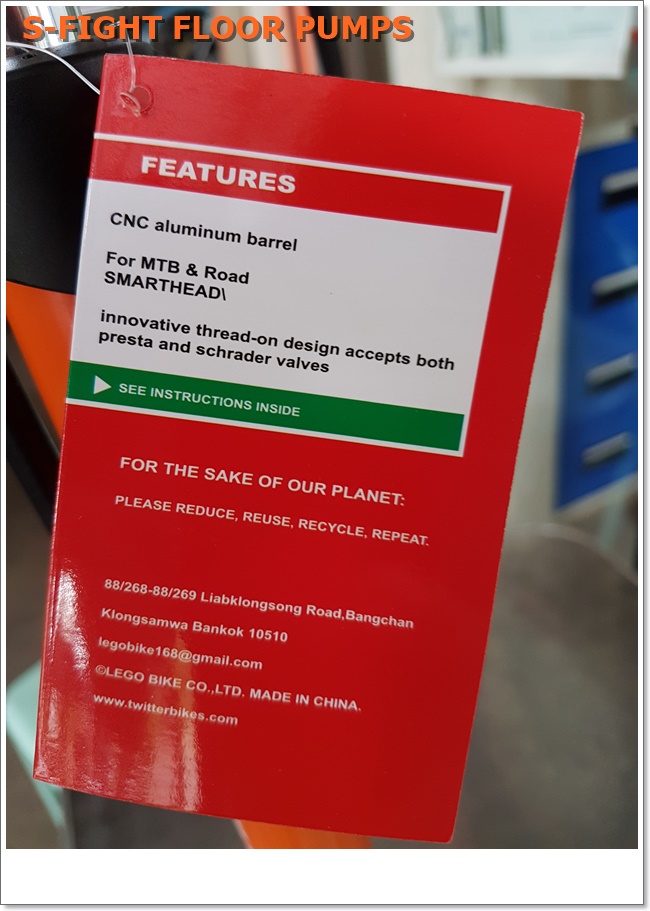 S-FIGHT FLOOR PUMPS
FEATURES
CNC aluminum barrel
For MTB & Road
SMARTHEAD\
innovative thread-on design accepts both
presta and schrader valves
SEE INSTRUCTIONS INSIDE
FOR THE SAKE OF OUR PLANET:
PLEASE REDUCE, REUSE, RECYCLE, REPEAT.
88/268-88/269 Liabklongsong Road,Bangchan
Klongsamwa Bankok 10510
legobike168@gmail.com
©LEGO BIKE CO.,LTD. MADE IN CHINA.
www.twitterbikes.com